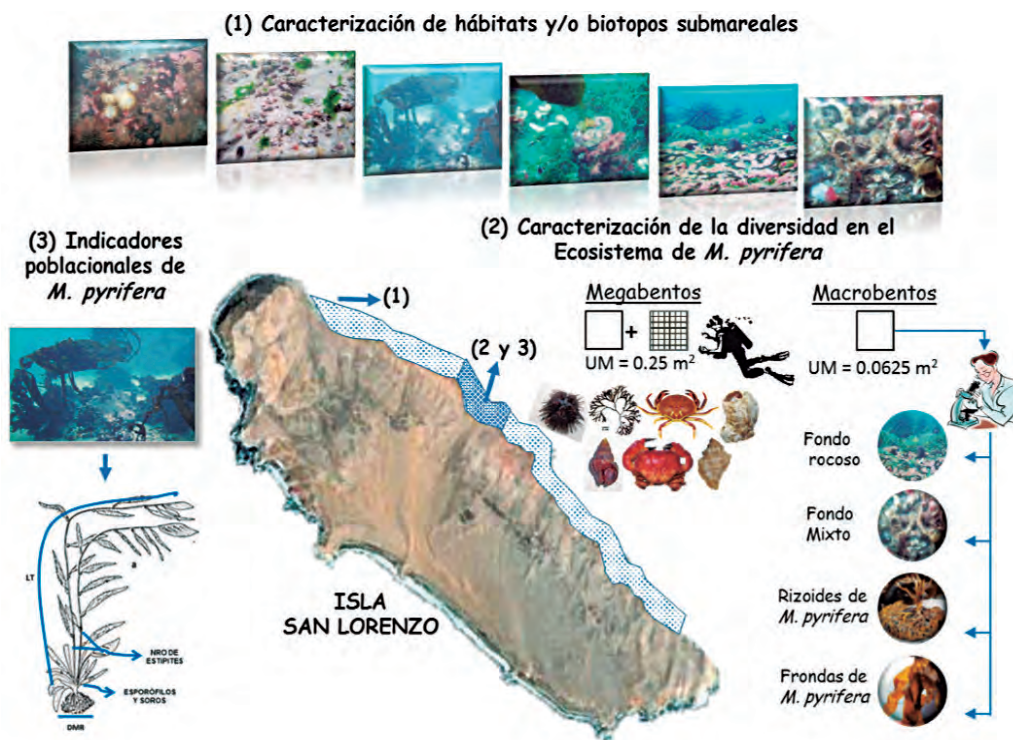 (1) Caracterización de hábitats y/o biotopos submareales
(2) Caracterización de la diversidad en el
Ecosistema de M. pyrifera
(3) Indicadores
poblacionales de
M. pyrifera
(1)
(2 y 3)
Megabentos
+
UM = 0.25 m²
Macrobentos
UM = 0.0625 m²
Fondo
rocoso
Fondo
Mixto
Rizoides de
M. pyrifera
Frondas de
M. pyrifera
ISLA
SAN LORENZO
LT
a
NRO DE
ESTIPITES
ESPORÓFILOS
Y SOROS
DMR